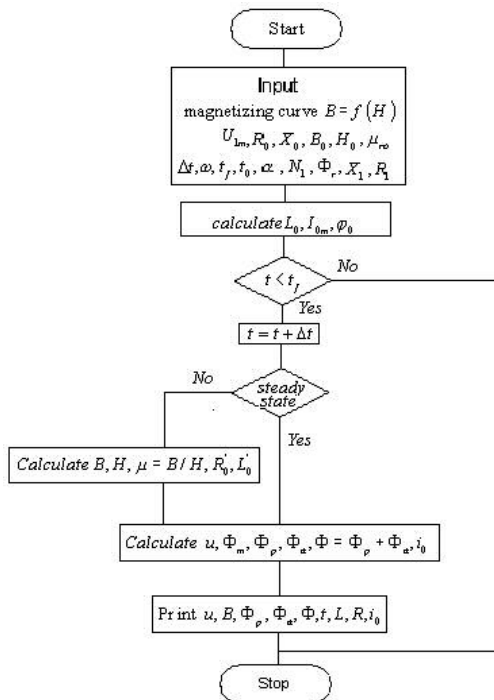 Start
Input
magnetizing curve B = f(H)
U₁ₘ, R₀, X₀, B₀, H₀, μᵣ₀
Δt, ω, t_f, t₀, α, N₁, Φᵣ, X₁, R₁
calculate L₀, I₀ₘ, φ₀
t < t_f
No
Yes
t = t + Δt
No
steady
state
Yes
Calculate B, H, μ = B / H, R₀', L₀'
Calculate u, Φₘ, Φₚ, Φₐ, Φ = Φₚ + Φₐ, i₀
Print u, B, Φₚ, Φₐ, Φ, t, L, R, i₀
Stop